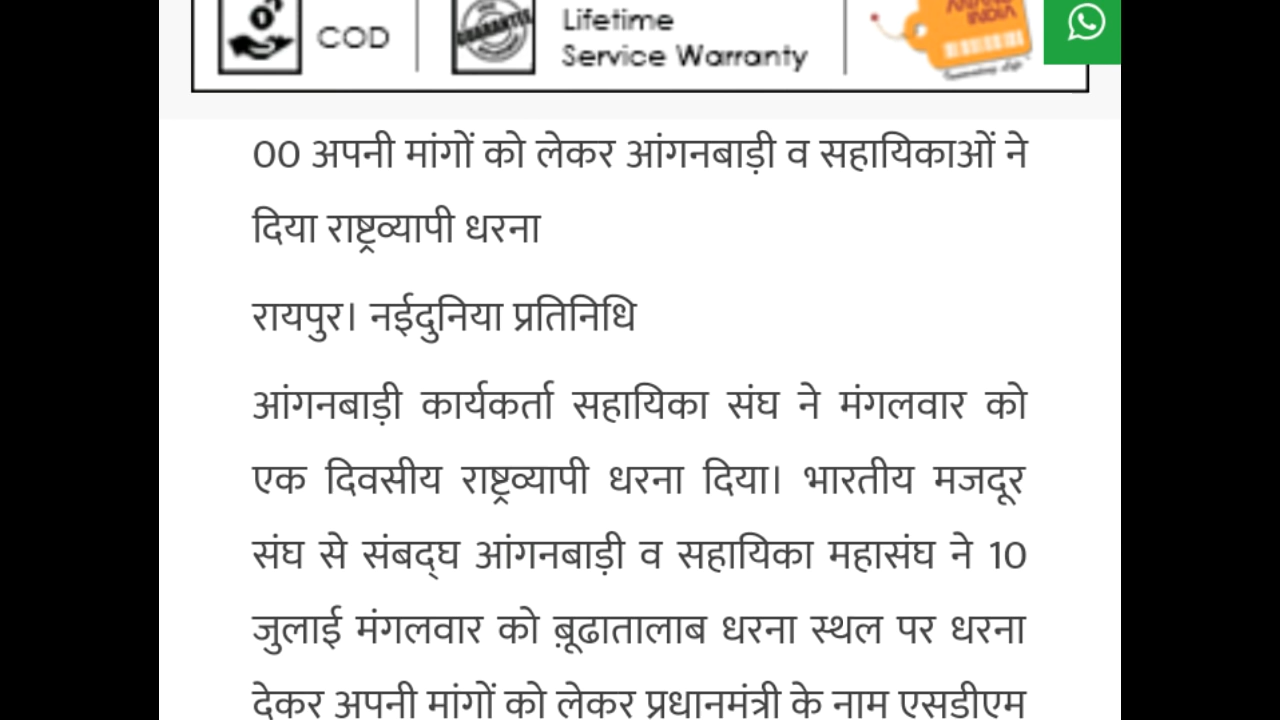 COD
GUARANTEE
Lifetime
Service Warranty
INDIA
00 अपनी मांगों को लेकर आंगनबाड़ी व सहायिकाओं ने
दिया राष्ट्रव्यापी धरना
रायपुर। नईदुनिया प्रतिनिधि
आंगनबाड़ी कार्यकर्ता सहायिका संघ ने मंगलवार को
एक दिवसीय राष्ट्रव्यापी धरना दिया। भारतीय मजदूर
संघ से संबद्घ आंगनबाड़ी व सहायिका महासंघ ने 10
जुलाई मंगलवार को ब़ूढातालाब धरना स्थल पर धरना
देकर अपनी मांगों को लेकर प्रधानमंत्री के नाम एसडीएम